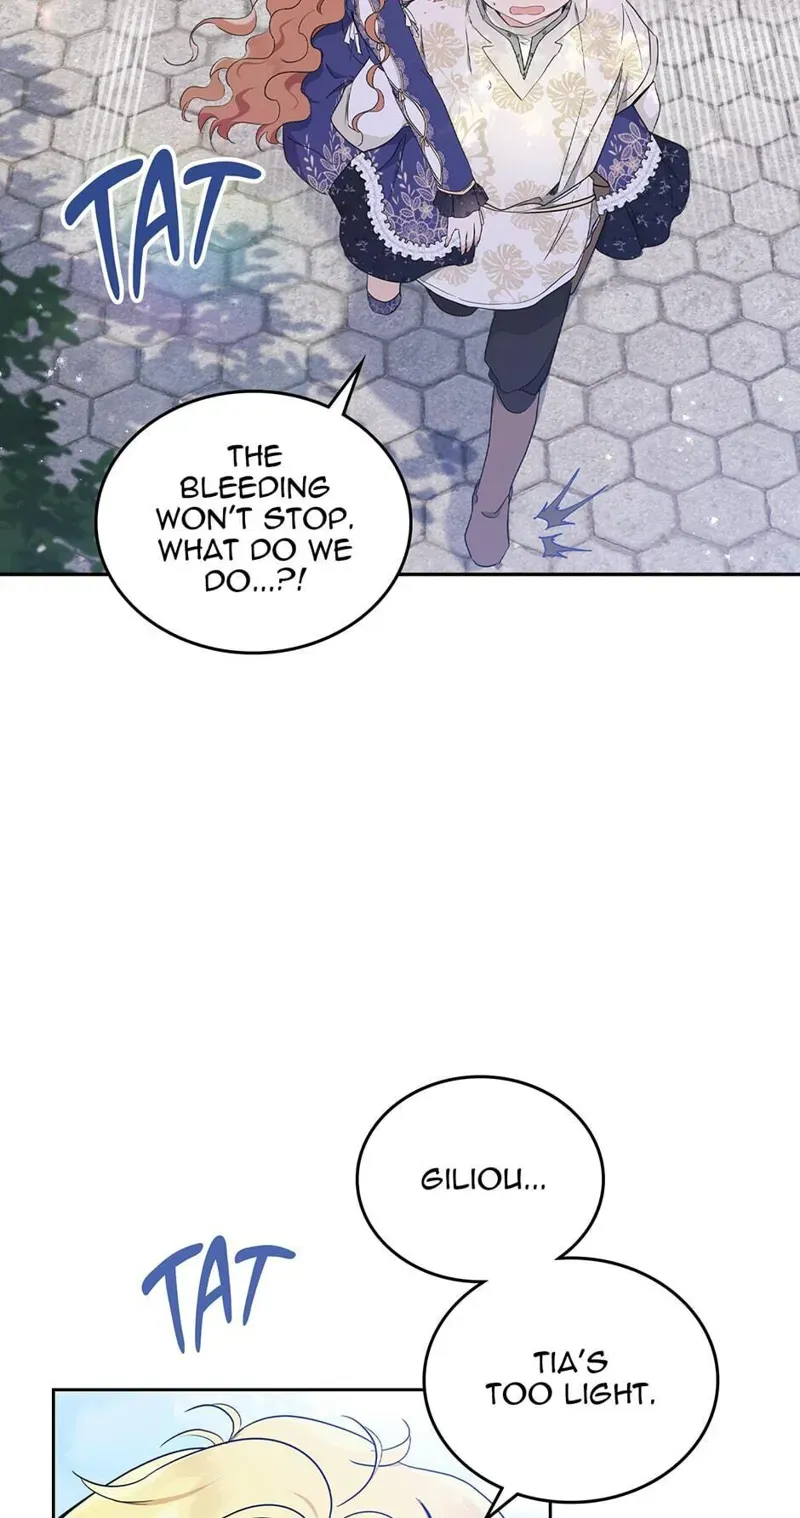 TAT
THE
BLEEDING
WON'T STOP.
WHAT DO WE
DO...?!
GILIOU...
TAT
TIA'S
TOO LIGHT.